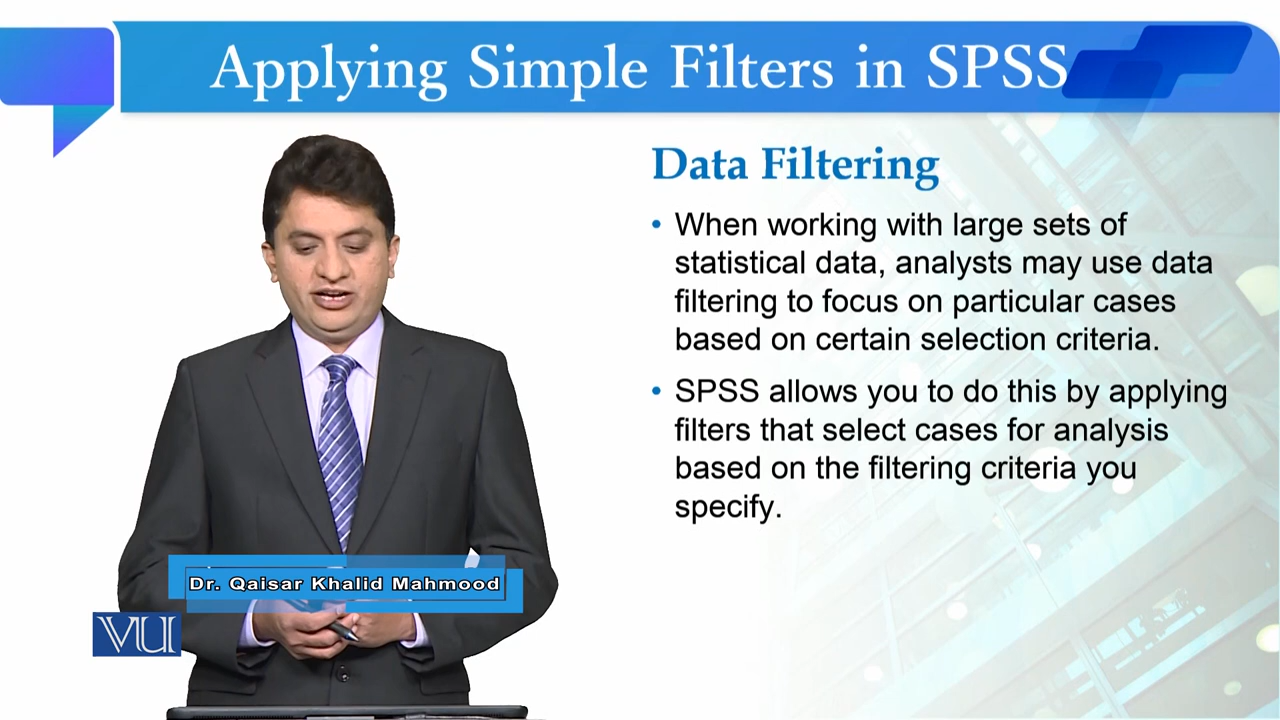 Applying Simple Filters in SPSS
Data Filtering
• When working with large sets of
statistical data, analysts may use data
filtering to focus on particular cases
based on certain selection criteria.
• SPSS allows you to do this by applying
filters that select cases for analysis
based on the filtering criteria you
specify.
Dr. Qaisar Khalid Mahmood
VU